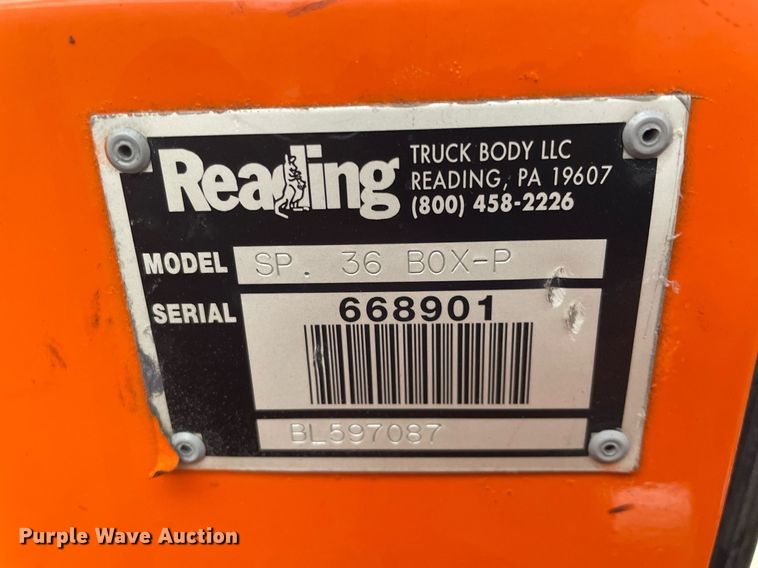 Reading
TRUCK BODY LLC
READING, PA 19607
(800) 458-2226
MODEL SP. 36 BOX-P
SERIAL 668901
BL597087
Purple Wave Auction